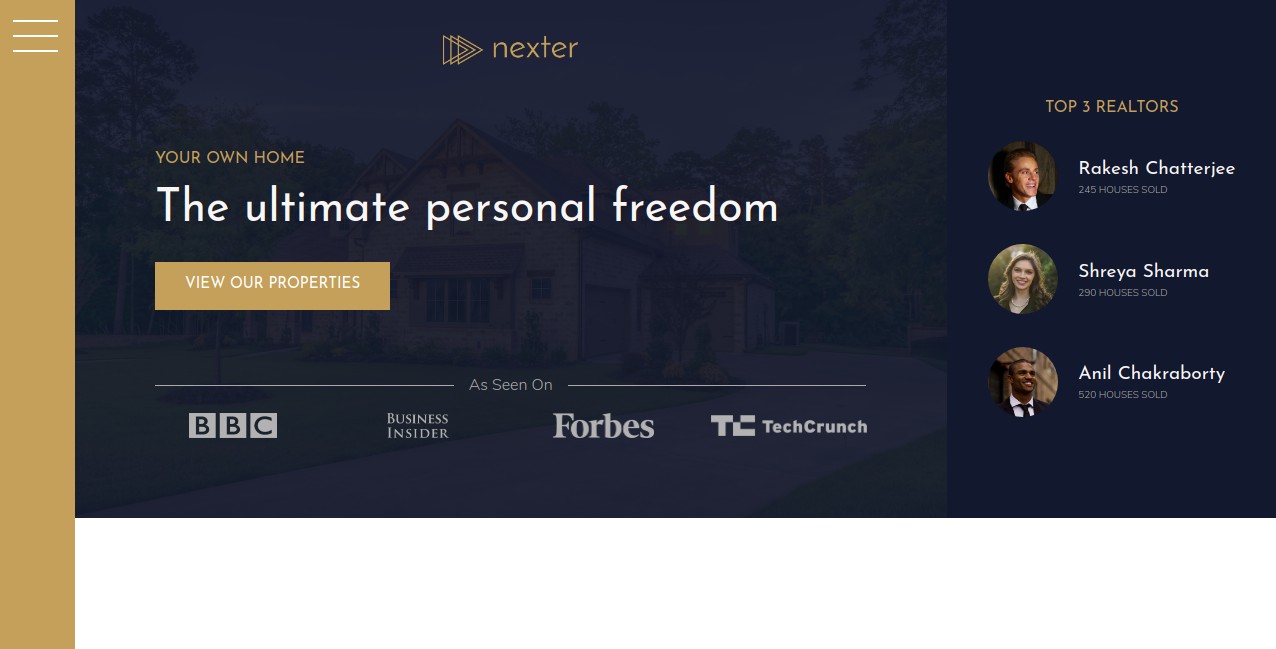 nexter
YOUR OWN HOME
The ultimate personal freedom
VIEW OUR PROPERTIES
As Seen On
BBC
BUSINESS
INSIDER
Forbes
TC TechCrunch
TOP 3 REALTORS
Rakesh Chatterjee
245 HOUSES SOLD
Shreya Sharma
290 HOUSES SOLD
Anil Chakraborty
520 HOUSES SOLD